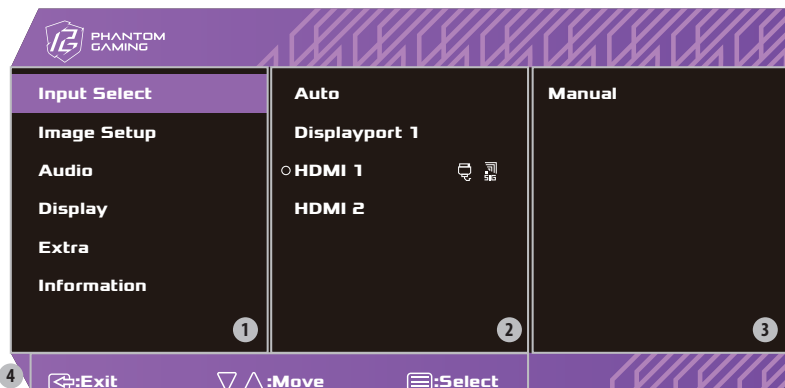 PHANTOM
GAMING
Input Select
Image Setup
Audio
Display
Extra
Information
1
Auto
Displayport 1
HDMI 1 SIG
HDMI 2
2
Manual
3
4
:Exit :Move :Select